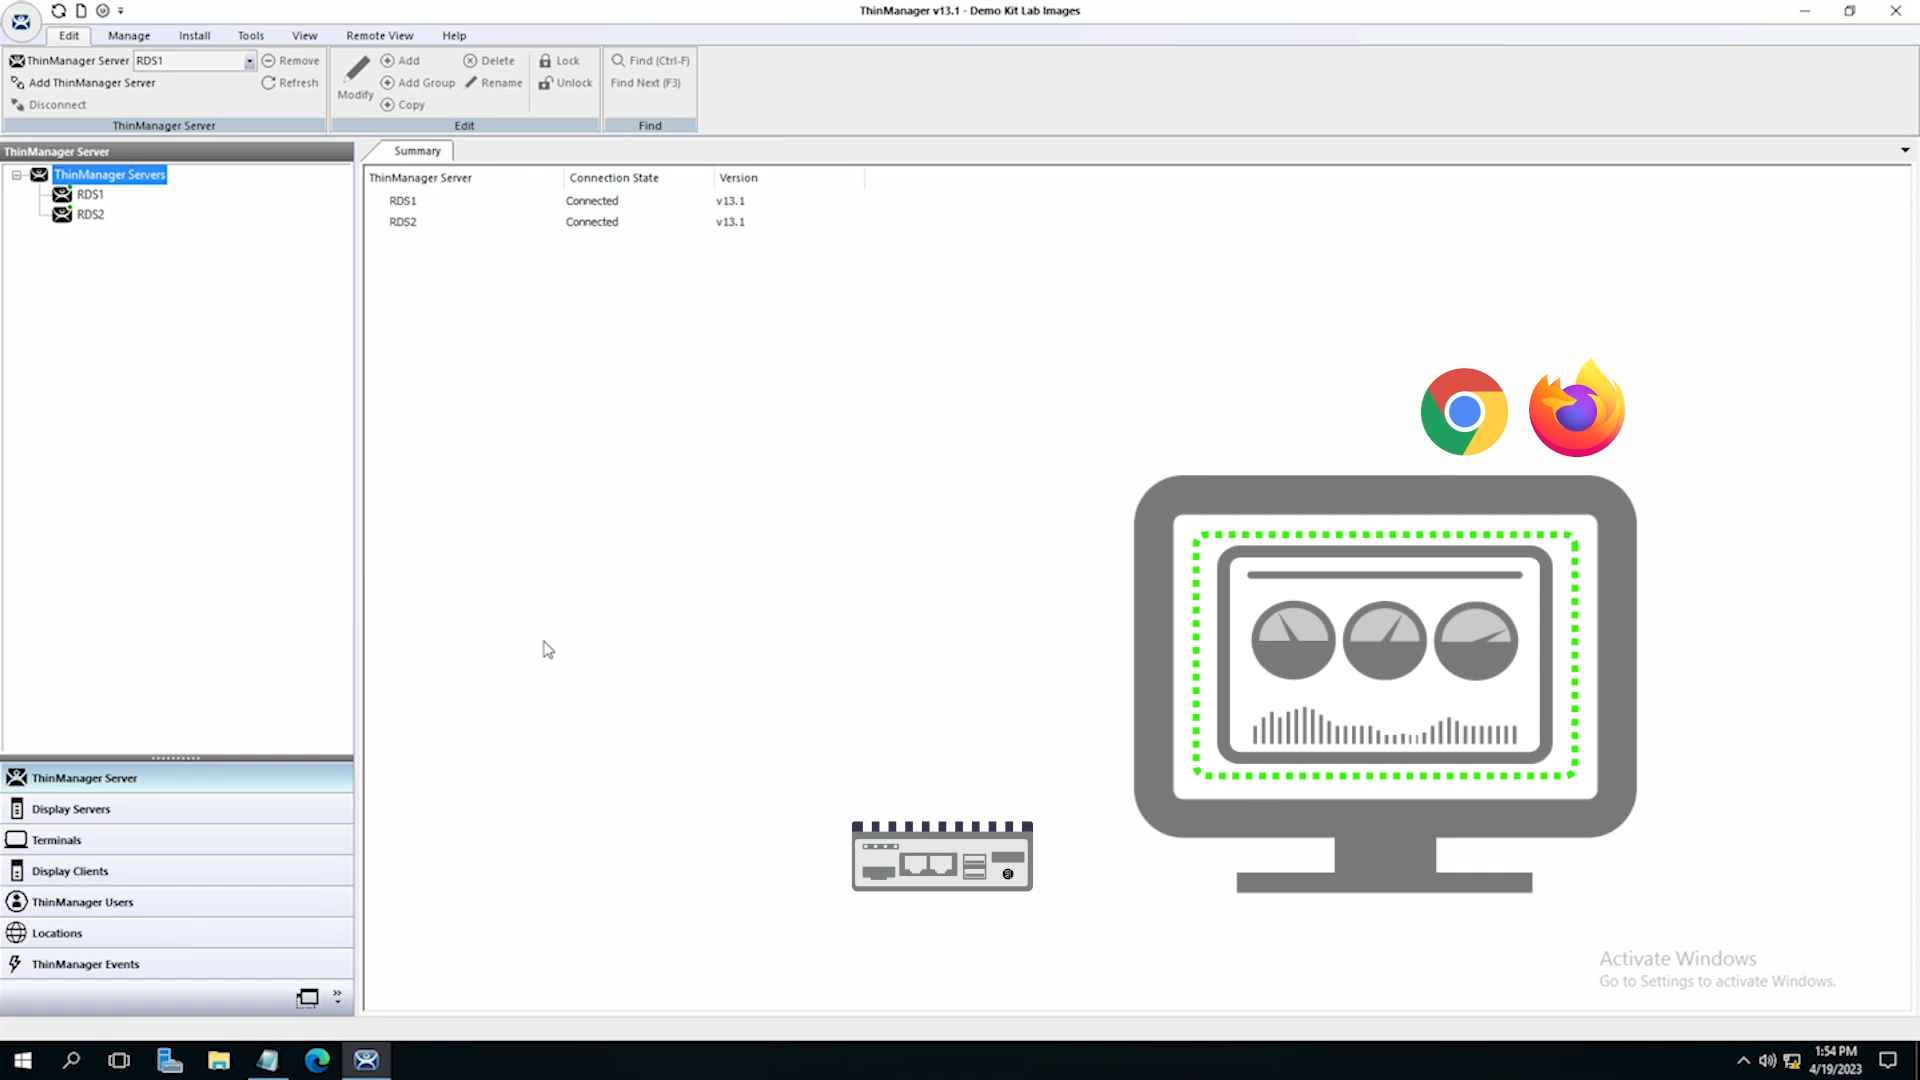 ThinManager v13.1 - Demo Kit Lab Images
Edit Manage Install Tools View Remote View Help
ThinManager Server RDS1 Remove
Add ThinManager Server Refresh
Disconnect
ThinManager Server
Modify
Add Delete
Add Group Rename
Copy
Lock
Unlock
Edit
Find (Ctrl-F)
Find Next (F3)
Find
ThinManager Server
ThinManager Servers
RDS1
RDS2
Summary
ThinManager Server Connection State Version
RDS1 Connected v13.1
RDS2 Connected v13.1
ThinManager Server
Display Servers
Terminals
Display Clients
ThinManager Users
Locations
ThinManager Events
Activate Windows
Go to Settings to activate Windows.
1:54 PM
4/19/2023